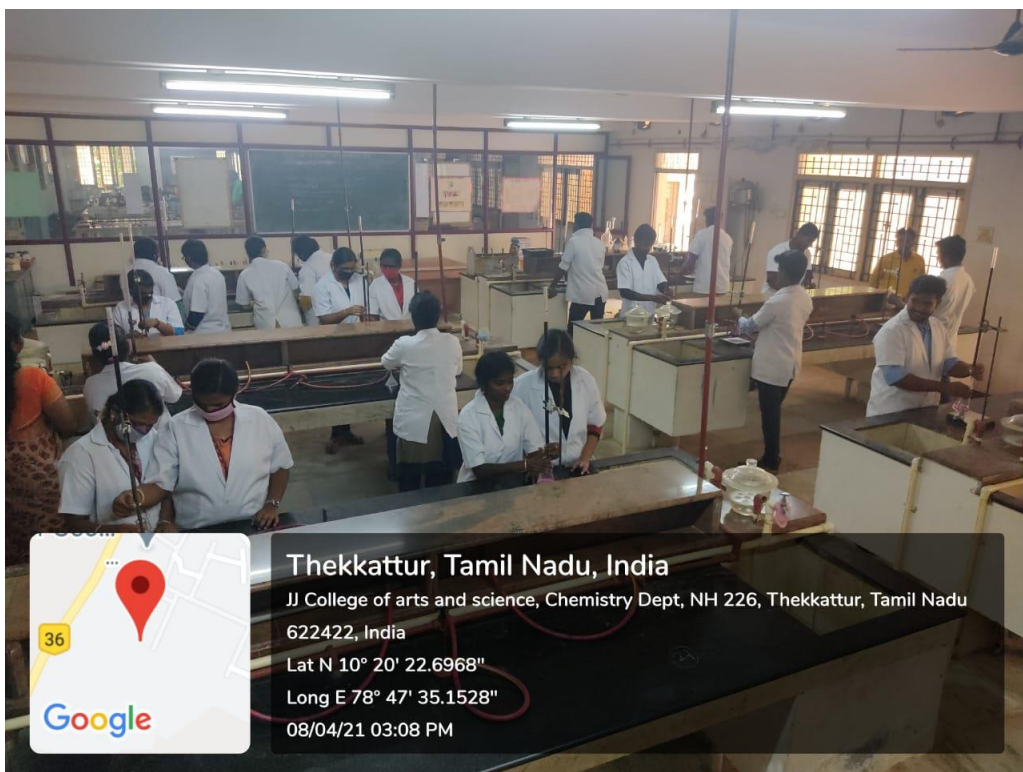 36
Google
Thekkattur, Tamil Nadu, India
JJ College of arts and science, Chemistry Dept, NH 226, Thekkattur, Tamil Nadu
622422, India
Lat N 10° 20' 22.6968"
Long E 78° 47' 35.1528"
08/04/21 03:08 PM